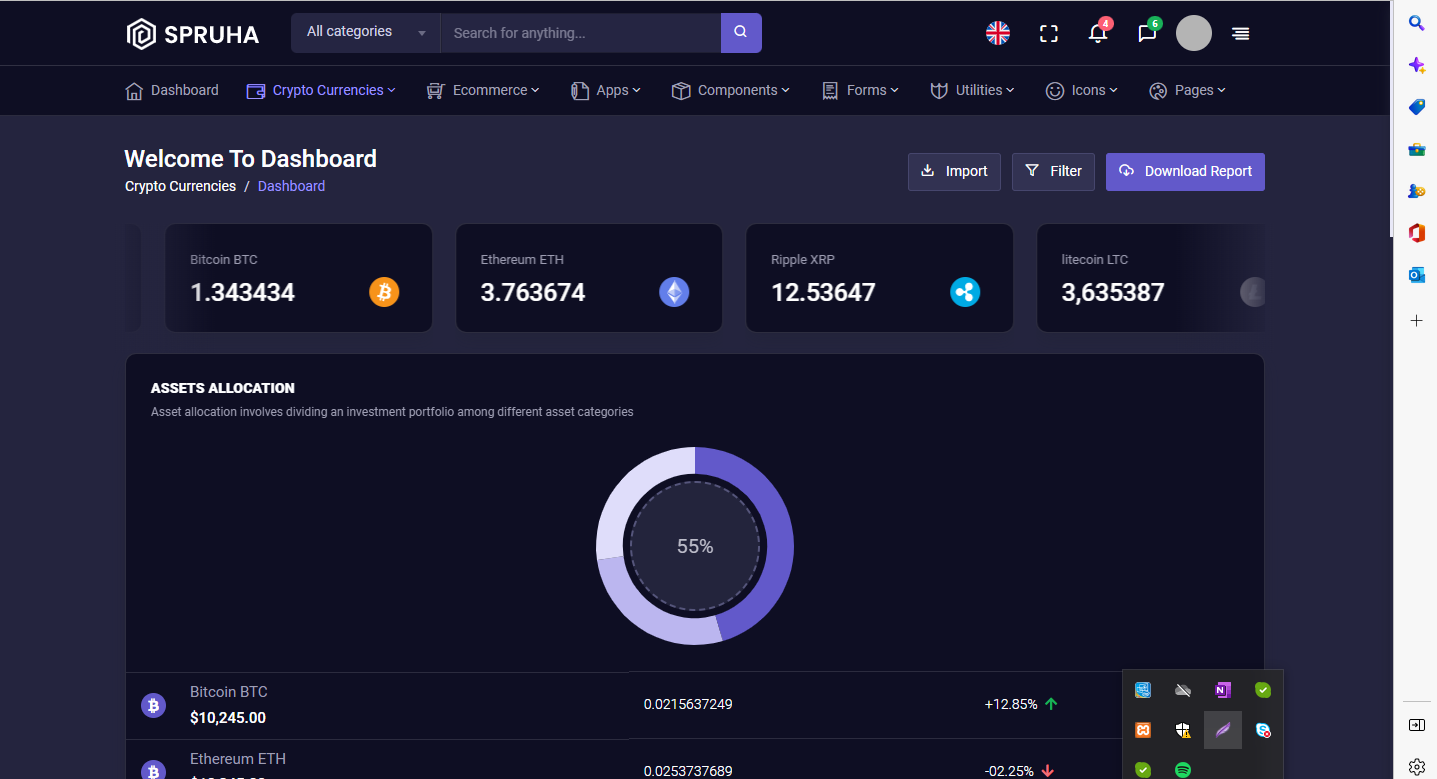 SPRUHA
All categories
Search for anything...
4
6
Dashboard
Crypto Currencies
Ecommerce
Apps
Components
Forms
Utilities
Icons
Pages
Welcome To Dashboard
Crypto Currencies / Dashboard
Import
Filter
Download Report
Bitcoin BTC
1.343434
Ethereum ETH
3.763674
Ripple XRP
12.53647
litecoin LTC
3,635387
ASSETS ALLOCATION
Asset allocation involves dividing an investment portfolio among different asset categories
55%
Bitcoin BTC
$10,245.00
0.0215637249
+12.85%
Ethereum ETH
0.0253737689
-02.25%